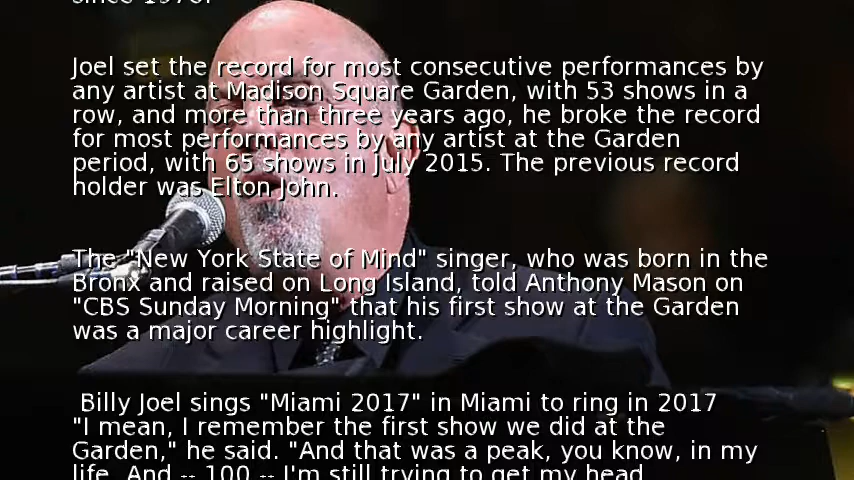 since 1978.
Joel set the record for most consecutive performances by
any artist at Madison Square Garden, with 53 shows in a
row, and more than three years ago, he broke the record
for most performances by any artist at the Garden
period, with 65 shows in July 2015. The previous record
holder was Elton John.
The "New York State of Mind" singer, who was born in the
Bronx and raised on Long Island, told Anthony Mason on
"CBS Sunday Morning" that his first show at the Garden
was a major career highlight.
Billy Joel sings "Miami 2017" in Miami to ring in 2017
"I mean, I remember the first show we did at the
Garden," he said. "And that was a peak, you know, in my
life. And -- 100 -- I'm still trying to get my head